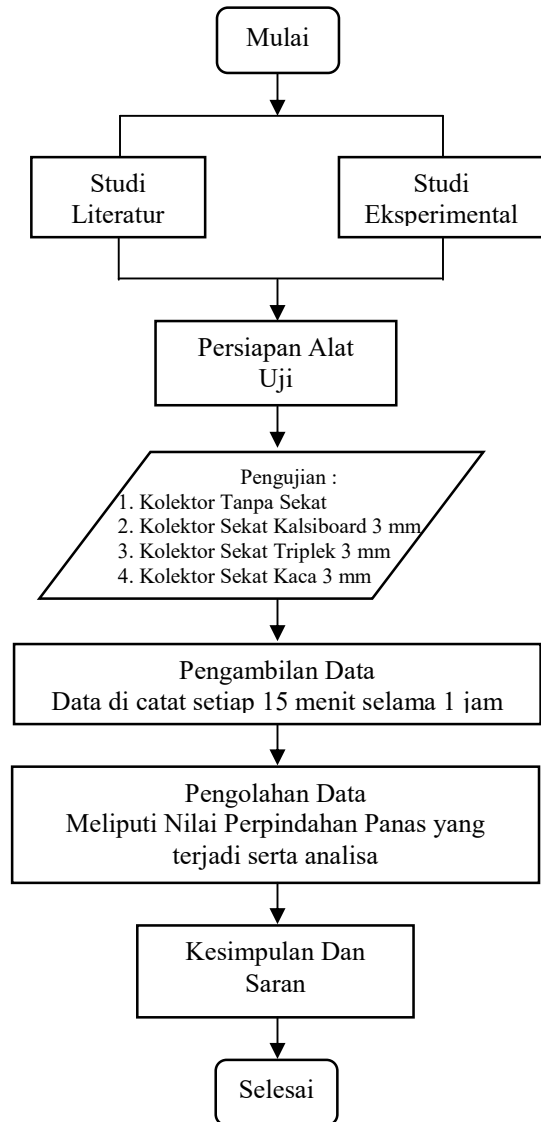 Mulai
Studi
Literatur
Studi
Eksperimental
Persiapan Alat
Uji
Pengujian :
1. Kolektor Tanpa Sekat
2. Kolektor Sekat Kalsiboard 3 mm
3. Kolektor Sekat Triplek 3 mm
4. Kolektor Sekat Kaca 3 mm
Pengambilan Data
Data di catat setiap 15 menit selama 1 jam
Pengolahan Data
Meliputi Nilai Perpindahan Panas yang
terjadi serta analisa
Kesimpulan Dan
Saran
Selesai